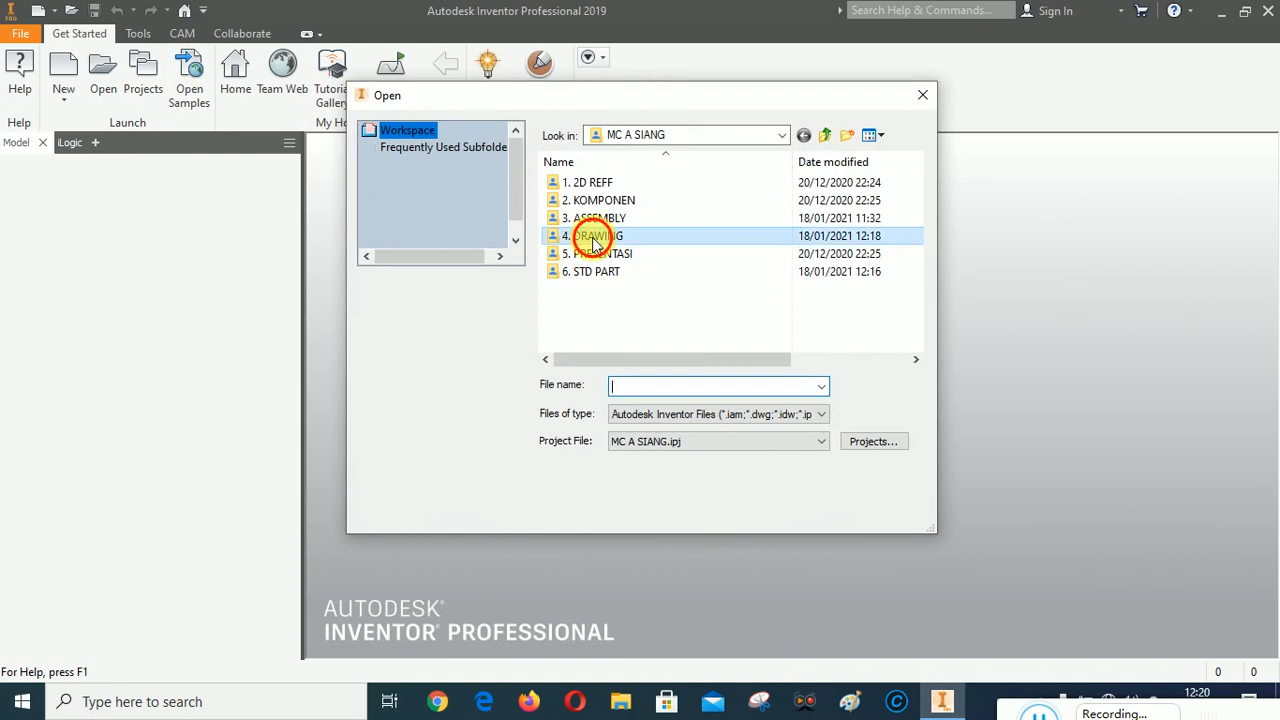 Autodesk Inventor Professional 2019
Search Help & Commands...
Sign In
File
Get Started
Tools
CAM
Collaborate
Help
New
Open
Projects
Open Samples
Home
Team Web
Tutorial Gallery
Help
Launch
My Ho
Model
iLogic
Open
Workspace
Frequently Used Subfolde
Look in:
MC A SIANG
Name
Date modified
1. 2D REFF
20/12/2020 22:24
2. KOMPONEN
20/12/2020 22:25
3. ASSEMBLY
18/01/2021 11:32
4. DRAWING
18/01/2021 12:18
5. PRESENTASI
20/12/2020 22:25
6. STD PART
18/01/2021 12:16
File name:
Files of type:
Autodesk Inventor Files (*.iam;*.dwg;*.idw;*.ip
Project File:
MC A SIANG.ipj
Projects...
AUTODESK®
INVENTOR® PROFESSIONAL
For Help, press F1
0
0
Type here to search
12:20
Recording...